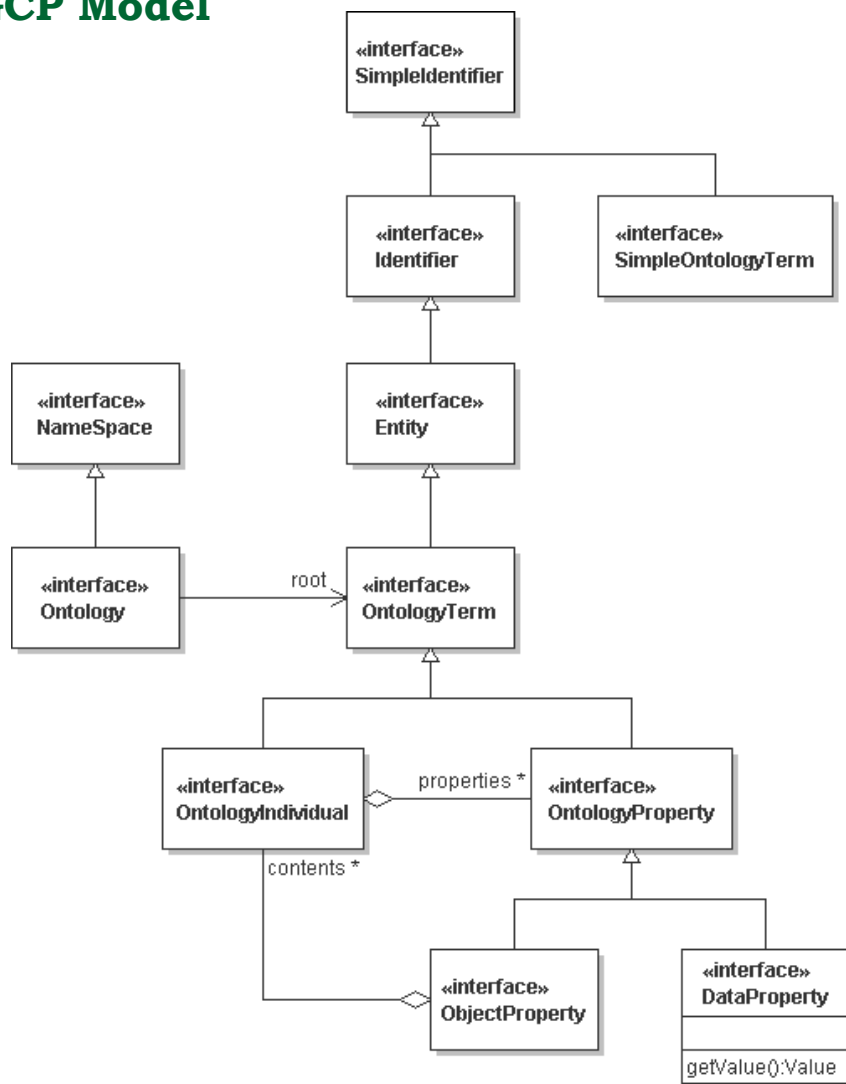 GCP Model
«interface»
SimpleIdentifier
«interface»
Identifier
«interface»
SimpleOntologyTerm
«interface»
NameSpace
«interface»
Entity
«interface»
Ontology
root
«interface»
OntologyTerm
«interface»
OntologyIndividual
properties *
«interface»
OntologyProperty
contents *
«interface»
ObjectProperty
«interface»
DataProperty
getValue():Value